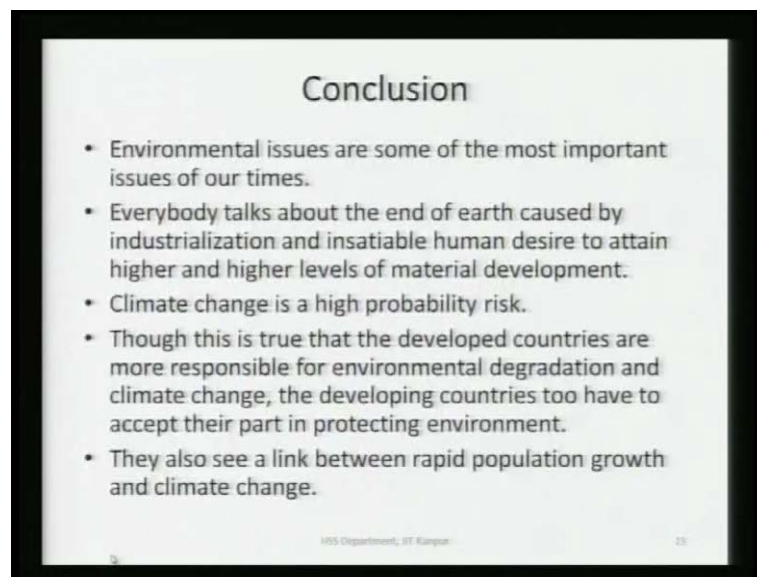 Conclusion
• Environmental issues are some of the most important
issues of our times.
• Everybody talks about the end of earth caused by
industrialization and insatiable human desire to attain
higher and higher levels of material development.
• Climate change is a high probability risk.
• Though this is true that the developed countries are
more responsible for environmental degradation and
climate change, the developing countries too have to
accept their part in protecting environment.
• They also see a link between rapid population growth
and climate change.
HSS Department, IIT Kanpur